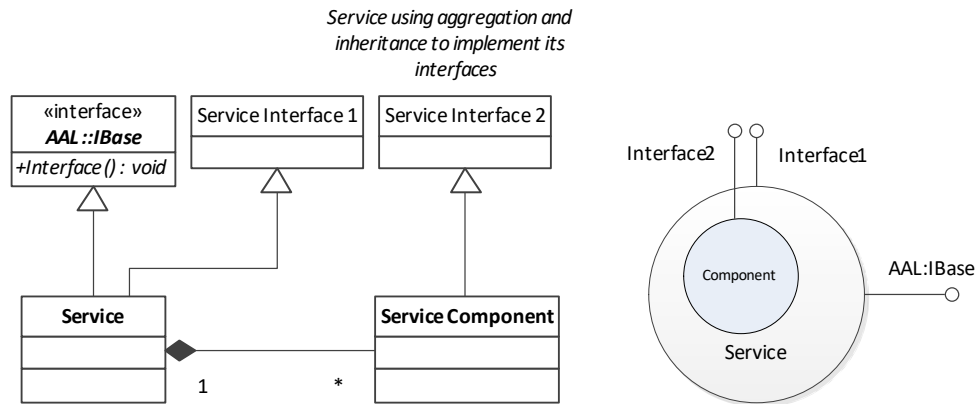 Service using aggregation and
inheritance to implement its
interfaces
«interface»
AAL::IBase
+Interface() : void
Service Interface 1
Service Interface 2
Service
Service Component
1
*
Interface2
Interface1
Component
Service
AAL:IBase